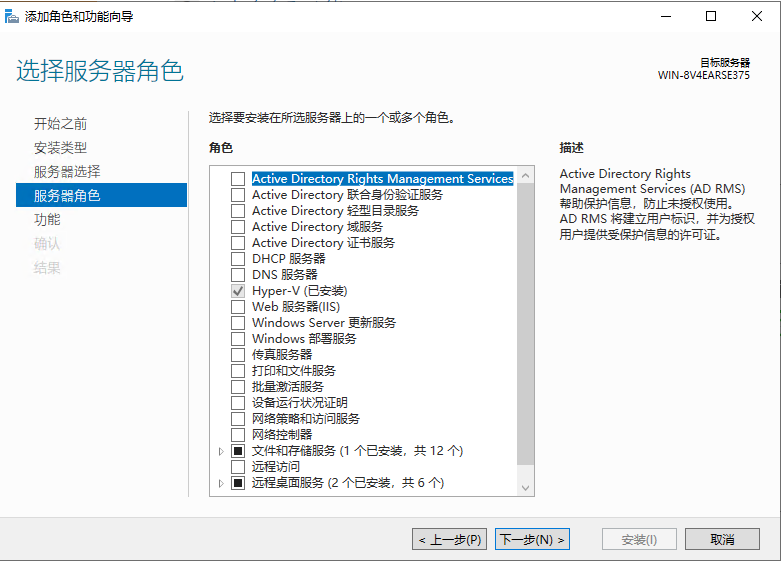 添加角色和功能向导
选择服务器角色
目标服务器
WIN-8V4EARSE375
开始之前
安装类型
服务器选择
服务器角色
功能
确认
结果
选择要安装在所选服务器上的一个或多个角色。
角色
Active Directory Rights Management Services
Active Directory 联合身份验证服务
Active Directory 轻型目录服务
Active Directory 域服务
Active Directory 证书服务
DHCP 服务器
DNS 服务器
Hyper-V (已安装)
Web 服务器(IIS)
Windows Server 更新服务
Windows 部署服务
传真服务器
打印和文件服务
批量激活服务
设备运行状况证明
网络策略和访问服务
网络控制器
文件和存储服务 (1 个已安装，共 12 个)
远程访问
远程桌面服务 (2 个已安装，共 6 个)
描述
Active Directory Rights
Management Services (AD RMS)
帮助保护信息，防止未授权使用。
AD RMS 将建立用户标识，并为授权
用户提供受保护信息的许可证。
< 上一步(P)
下一步(N) >
安装(I)
取消